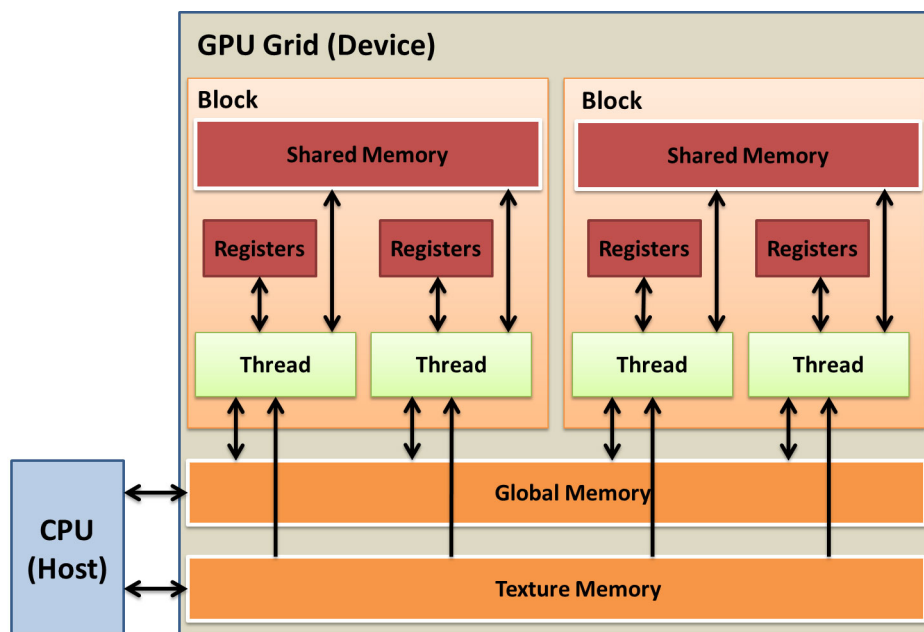 GPU Grid (Device)
Block
Block
Shared Memory
Shared Memory
Registers
Registers
Registers
Registers
Thread
Thread
Thread
Thread
Global Memory
CPU
(Host)
Texture Memory